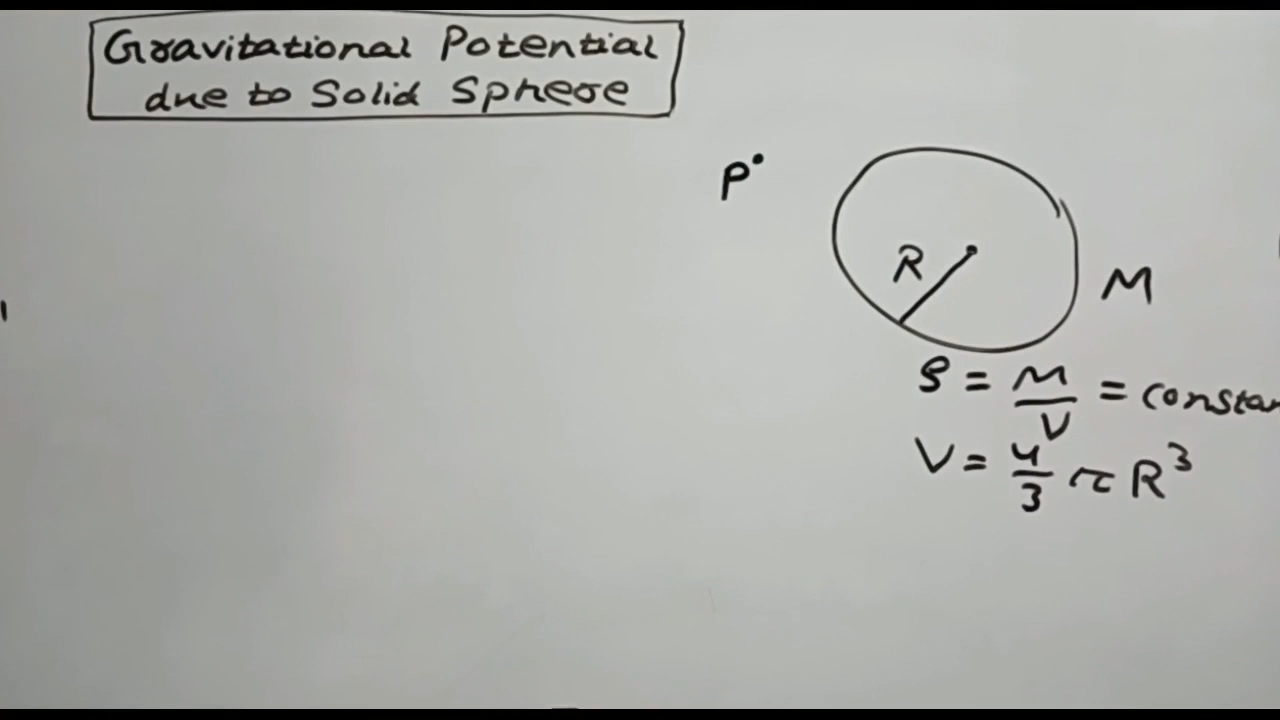 Gravitational Potential
due to Solid Sphere
P
R
M
ρ = M/V = constan
V = 4/3 π R³